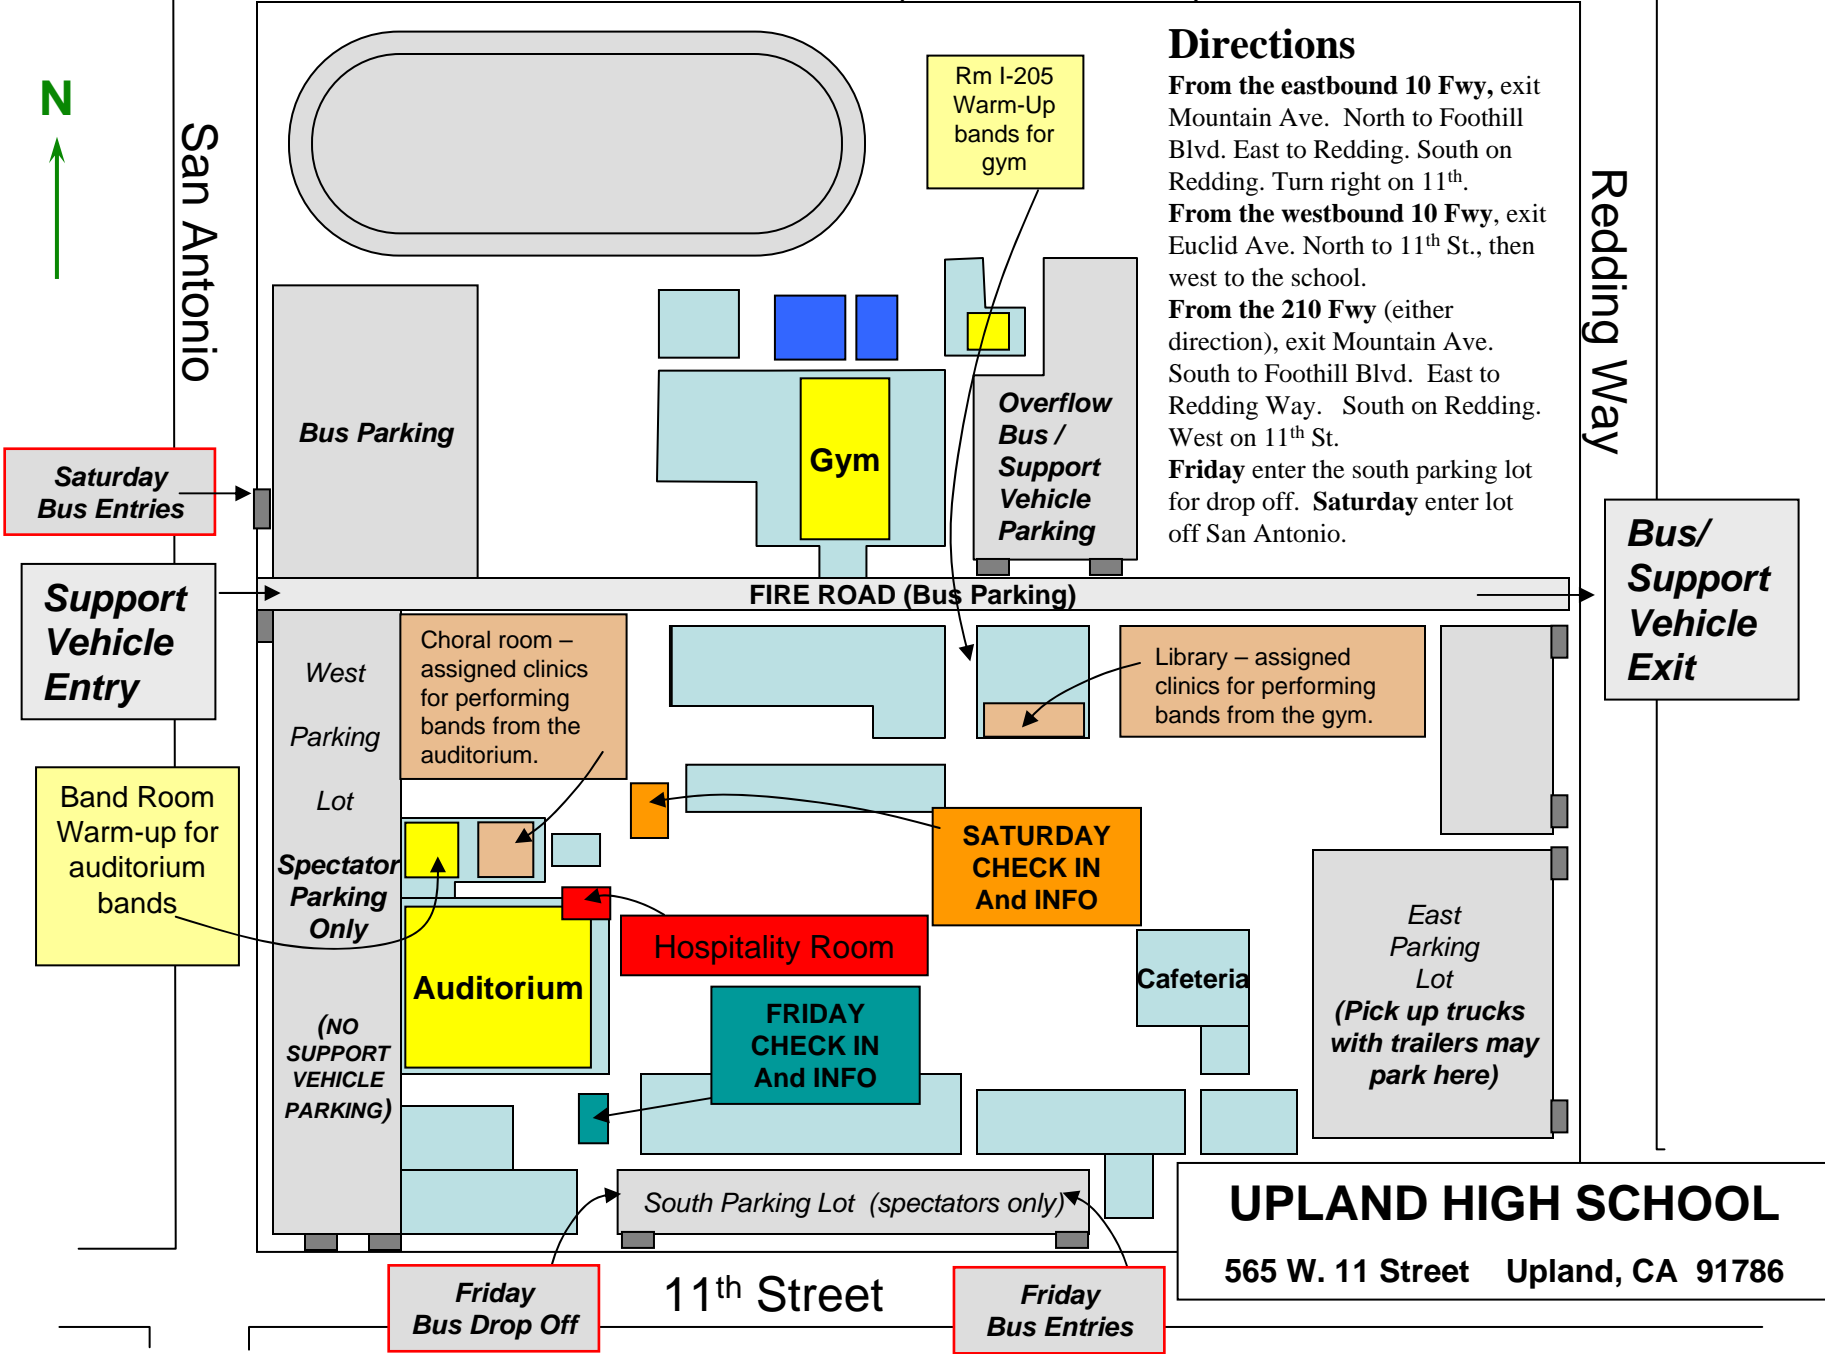 Directions
From the eastbound 10 Fwy, exit
Mountain Ave. North to Foothill
Blvd. East to Redding. South on
Redding. Turn right on 11th.
From the westbound 10 Fwy, exit
Euclid Ave. North to 11th St., then
west to the school.
From the 210 Fwy (either
direction), exit Mountain Ave.
South to Foothill Blvd. East to
Redding Way. South on Redding.
West on 11th St.
Friday enter the south parking lot
for drop off. Saturday enter lot
off San Antonio.
N
San Antonio
Redding Way
Rm I-205
Warm-Up
bands for
gym
Bus Parking
Gym
Overflow
Bus /
Support
Vehicle
Parking
Saturday
Bus Entries
Support
Vehicle
Entry
FIRE ROAD (Bus Parking)
Bus/
Support
Vehicle
Exit
West
Parking
Lot
Spectator
Parking
Only
(NO
SUPPORT
VEHICLE
PARKING)
Choral room –
assigned clinics
for performing
bands from the
auditorium.
Library – assigned
clinics for performing
bands from the gym.
Band Room
Warm-up for
auditorium
bands
SATURDAY
CHECK IN
And INFO
Hospitality Room
Auditorium
FRIDAY
CHECK IN
And INFO
Cafeteria
East
Parking
Lot
(Pick up trucks
with trailers may
park here)
South Parking Lot (spectators only)
UPLAND HIGH SCHOOL
565 W. 11 Street Upland, CA 91786
Friday
Bus Drop Off
11th Street
Friday
Bus Entries